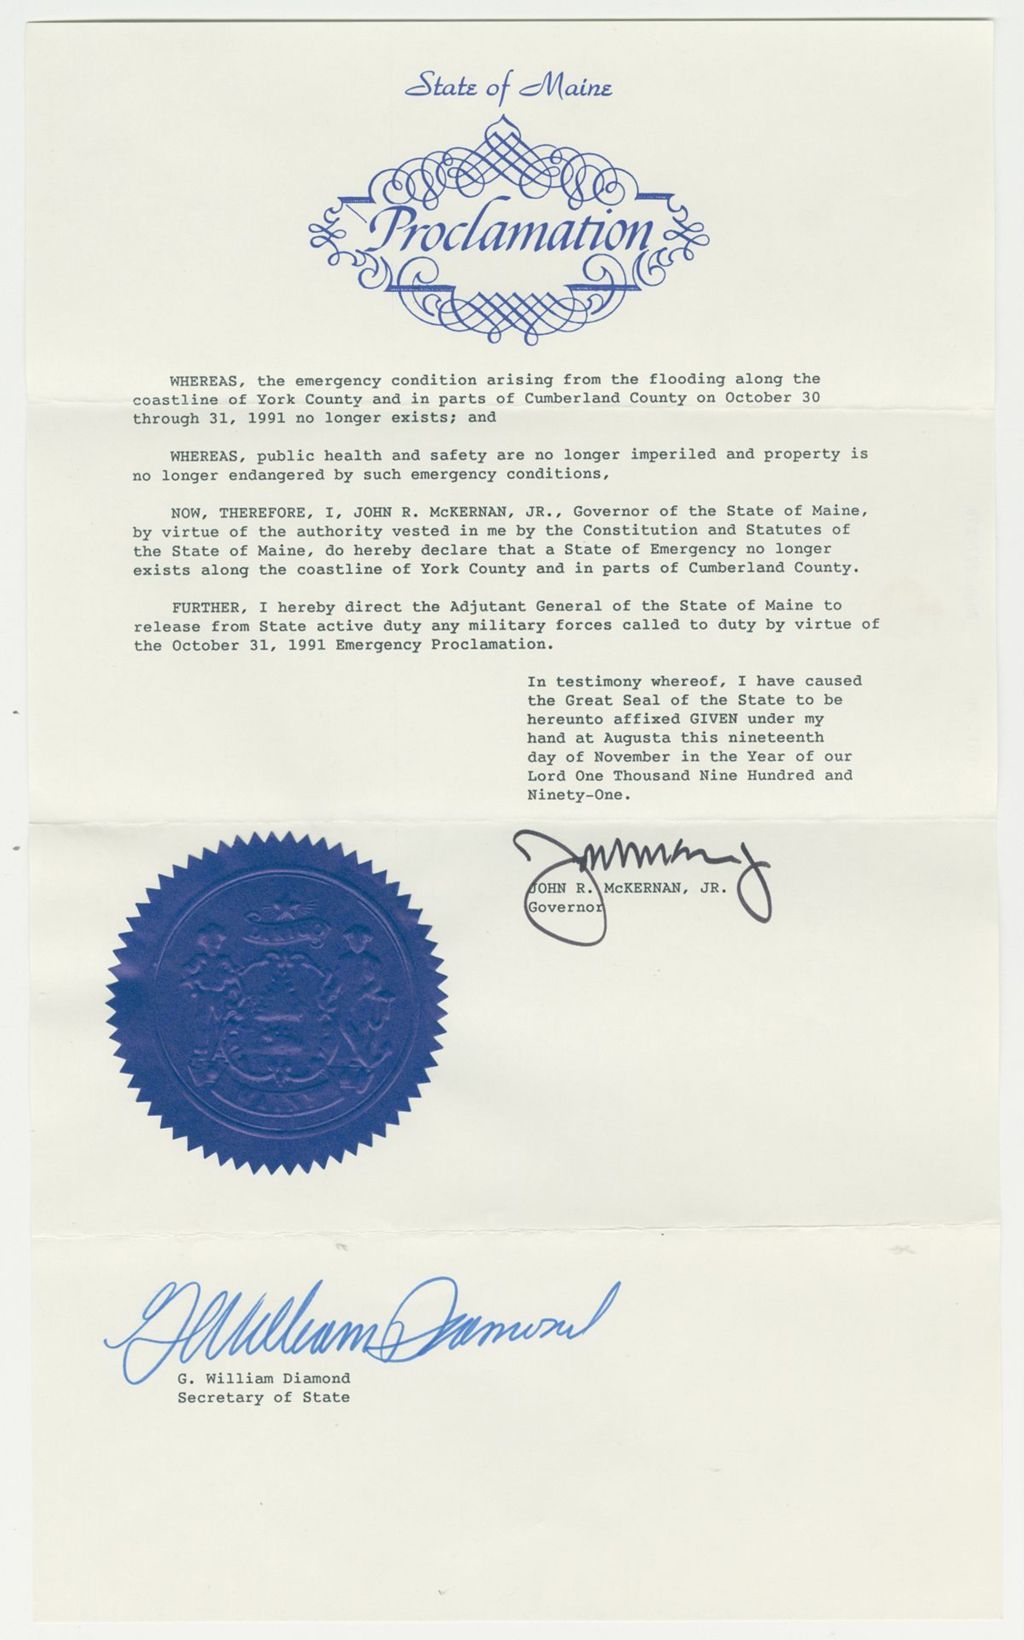 State of Maine
Proclamation
WHEREAS, the emergency condition arising from the flooding along the
coastline of York County and in parts of Cumberland County on October 30
through 31, 1991 no longer exists; and
WHEREAS, public health and safety are no longer imperiled and property is
no longer endangered by such emergency conditions,
NOW, THEREFORE, I, JOHN R. McKERNAN, JR., Governor of the State of Maine,
by virtue of the authority vested in me by the Constitution and Statutes of
the State of Maine, do hereby declare that a State of Emergency no longer
exists along the coastline of York County and in parts of Cumberland County.
FURTHER, I hereby direct the Adjutant General of the State of Maine to
release from State active duty any military forces called to duty by virtue of
the October 31, 1991 Emergency Proclamation.
In testimony whereof, I have caused
the Great Seal of the State to be
hereunto affixed GIVEN under my
hand at Augusta this nineteenth
day of November in the Year of our
Lord One Thousand Nine Hundred and
Ninety-One.
JOHN R. McKERNAN, JR.
Governor
G William Diamond
G. William Diamond
Secretary of State